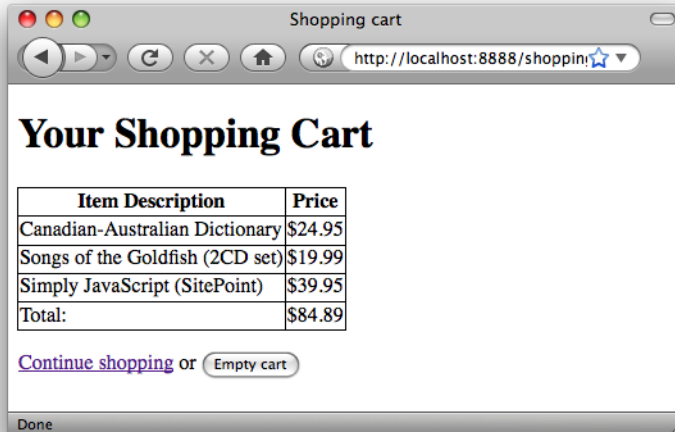 Shopping cart
http://localhost:8888/shopping
Your Shopping Cart
Item Description Price
Canadian-Australian Dictionary $24.95
Songs of the Goldfish (2CD set) $19.99
Simply JavaScript (SitePoint) $39.95
Total: $84.89
Continue shopping or Empty cart
Done